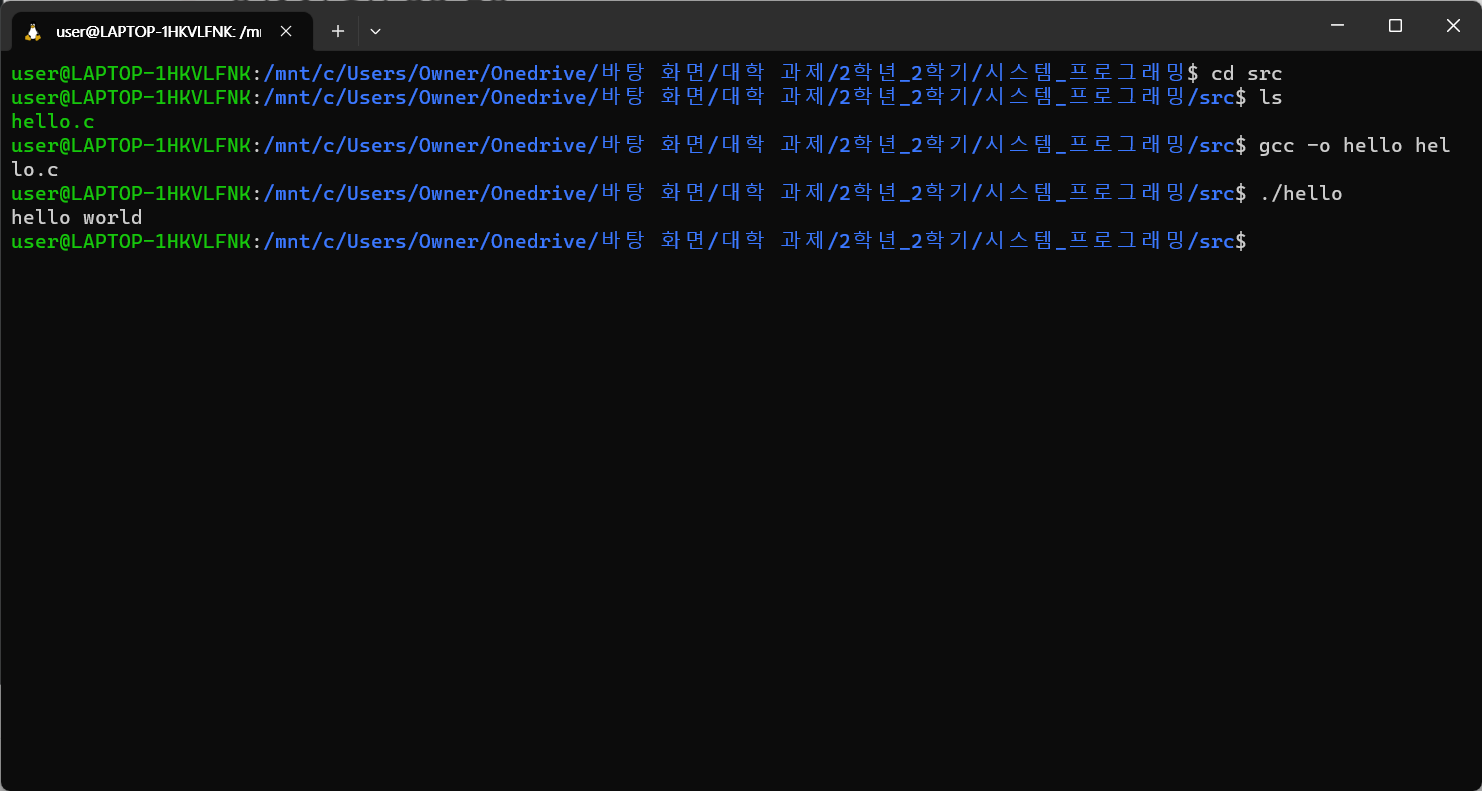 user@LAPTOP-1HKVLFNK: /m
user@LAPTOP-1HKVLFNK:/mnt/c/Users/Owner/Onedrive/바탕 화면/대학 과제/2학년_2학기/시스템_프로그래밍$ cd src
user@LAPTOP-1HKVLFNK:/mnt/c/Users/Owner/Onedrive/바탕 화면/대학 과제/2학년_2학기/시스템_프로그래밍/src$ ls
hello.c
user@LAPTOP-1HKVLFNK:/mnt/c/Users/Owner/Onedrive/바탕 화면/대학 과제/2학년_2학기/시스템_프로그래밍/src$ gcc -o hello hel
lo.c
user@LAPTOP-1HKVLFNK:/mnt/c/Users/Owner/Onedrive/바탕 화면/대학 과제/2학년_2학기/시스템_프로그래밍/src$ ./hello
hello world
user@LAPTOP-1HKVLFNK:/mnt/c/Users/Owner/Onedrive/바탕 화면/대학 과제/2학년_2학기/시스템_프로그래밍/src$